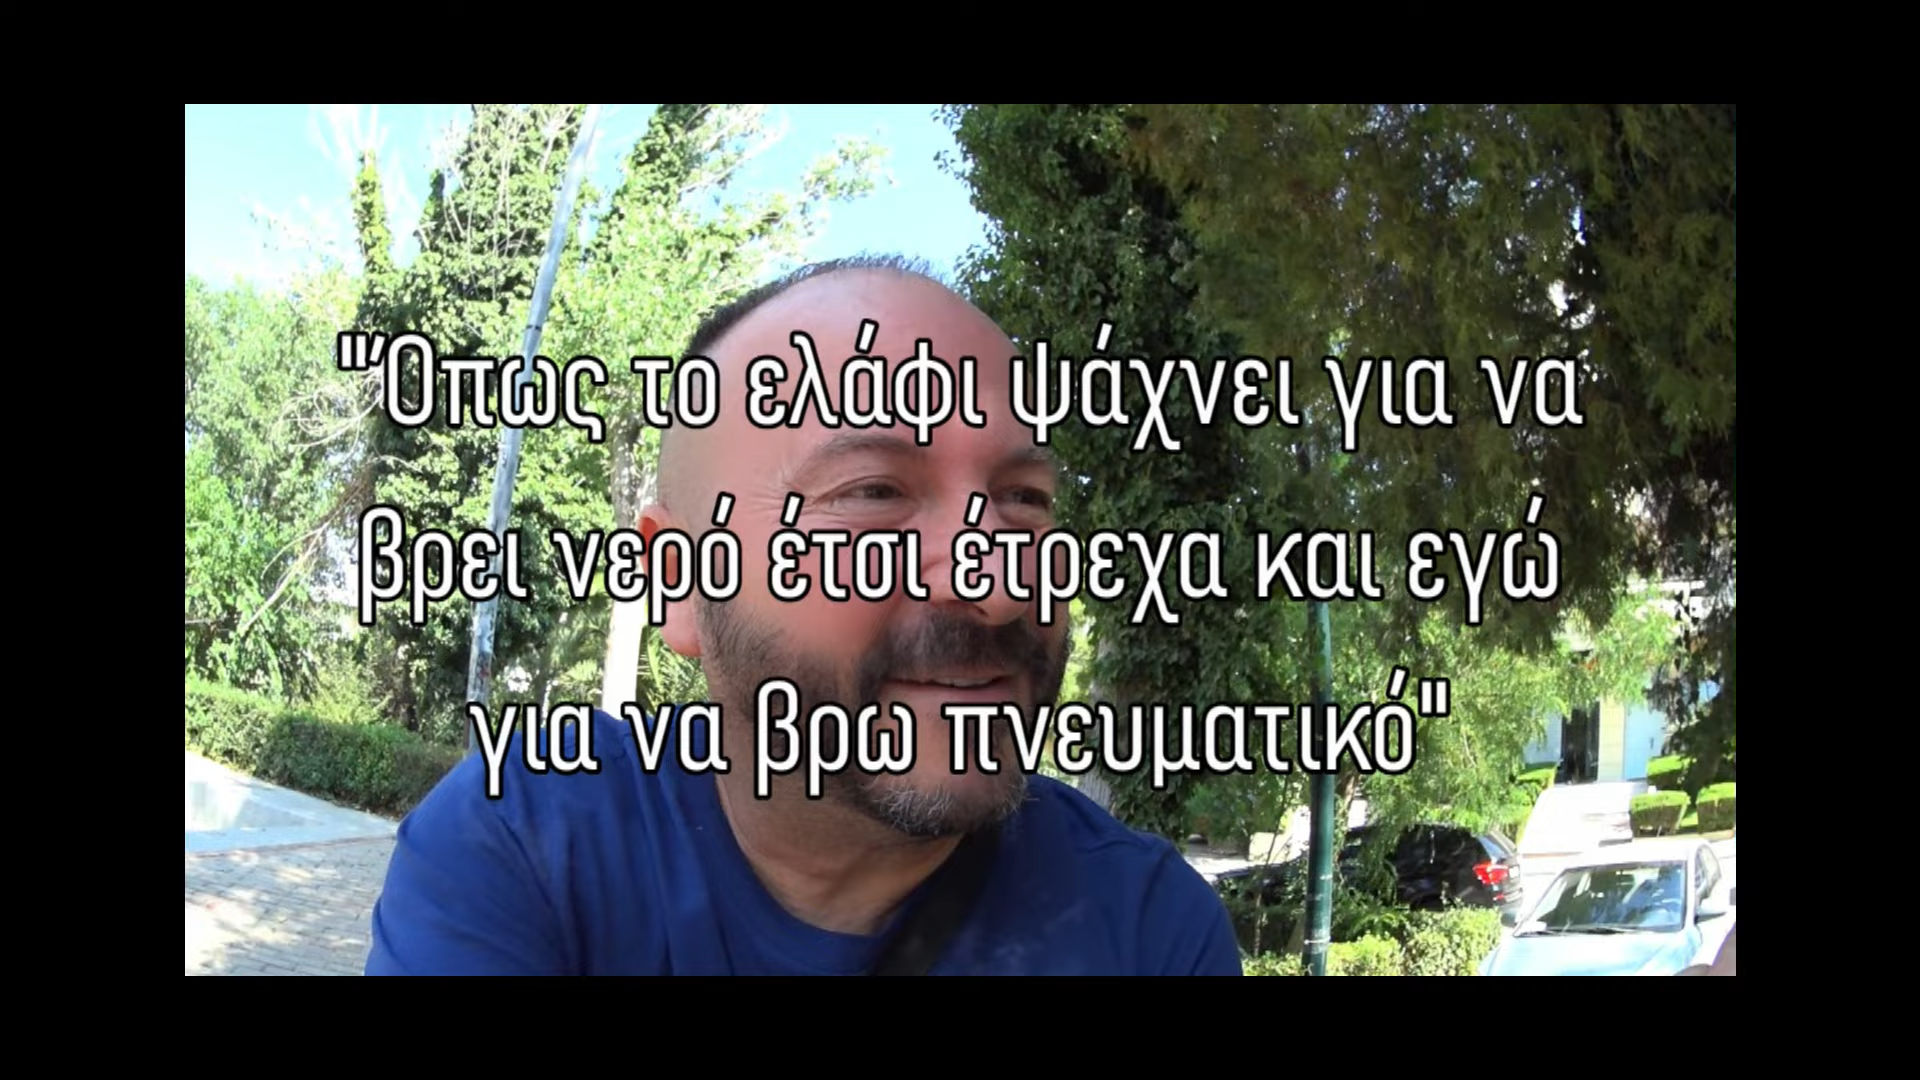 "Όπως το ελάφι ψάχνει για να
βρει νερό έτσι έτρεχα και εγώ
για να βρω πνευματικό"